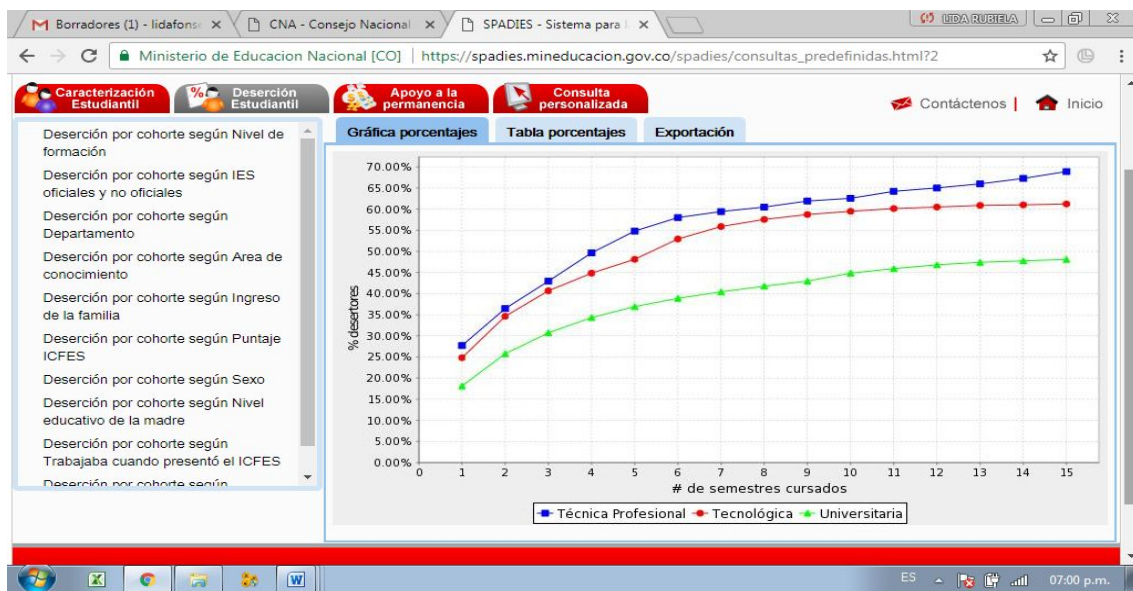 Borradores (1) - lidafonse
CNA - Consejo Nacional
SPADIES - Sistema para l
LIDA RUBIELA
Ministerio de Educacion Nacional [CO] | https://spadies.mineducacion.gov.co/spadies/consultas_predefinidas.html?2
Caracterización
Estudiantil
Deserción
Estudiantil
Apoyo a la
permanencia
Consulta
personalizada
Contáctenos |
Inicio
Deserción por cohorte según Nivel de
formación
Deserción por cohorte según IES
oficiales y no oficiales
Deserción por cohorte según
Departamento
Deserción por cohorte según Area de
conocimiento
Deserción por cohorte según Ingreso
de la familia
Deserción por cohorte según Puntaje
ICFES
Deserción por cohorte según Sexo
Deserción por cohorte según Nivel
educativo de la madre
Deserción por cohorte según
Trabajaba cuando presentó el ICFES
Deserción por cohorte según
Gráfica porcentajes
Tabla porcentajes
Exportación
70.00%
65.00%
60.00%
55.00%
50.00%
45.00%
40.00%
35.00%
30.00%
25.00%
20.00%
15.00%
10.00%
5.00%
0.00%
% desertores
0 1 2 3 4 5 6 7 8 9 10 11 12 13 14 15
# de semestres cursados
Técnica Profesional Tecnológica Universitaria
ES
07:00 p.m.